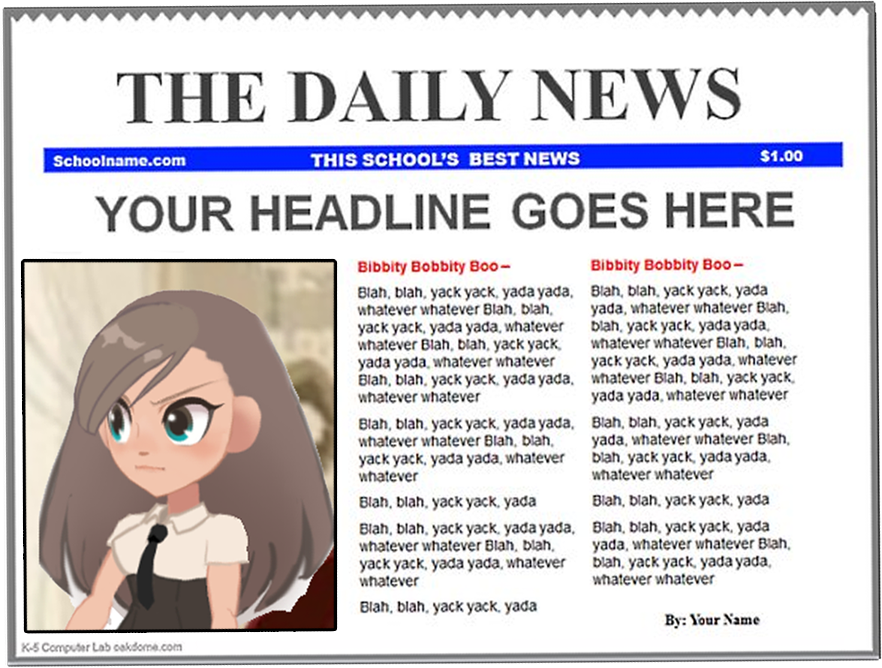 THE DAILY NEWS
Schoolname.com THIS SCHOOL'S BEST NEWS $1.00
YOUR HEADLINE GOES HERE
Bibbity Bobbity Boo–
Blah, blah, yack yack, yada yada,
whatever whatever Blah, blah,
yack yack, yada yada, whatever
whatever Blah, blah, yack yack,
yada yada, whatever whatever
Blah, blah, yack yack, yada yada,
whatever whatever
Blah, blah, yack yack, yada yada,
whatever whatever Blah, blah,
yack yack, yada yada, whatever
whatever
Blah, blah, yack yack, yada
Blah, blah, yack yack, yada yada,
whatever whatever Blah, blah,
yack yack, yada yada, whatever
whatever
Blah, blah, yack yack, yada
Bibbity Bobbity Boo–
Blah, blah, yack yack, yada
yada, whatever whatever Blah,
blah, yack yack, yada yada,
whatever whatever Blah, blah,
yack yack, yada yada, whatever
whatever Blah, blah, yack yack,
yada yada, whatever whatever
Blah, blah, yack yack, yada
yada, whatever whatever Blah,
blah, yack yack, yada yada,
whatever whatever
Blah, blah, yack yack, yada
Blah, blah, yack yack, yada
yada, whatever whatever Blah,
blah, yack yack, yada yada,
whatever whatever
By: Your Name
K-5 Computer Lab oakdome.com